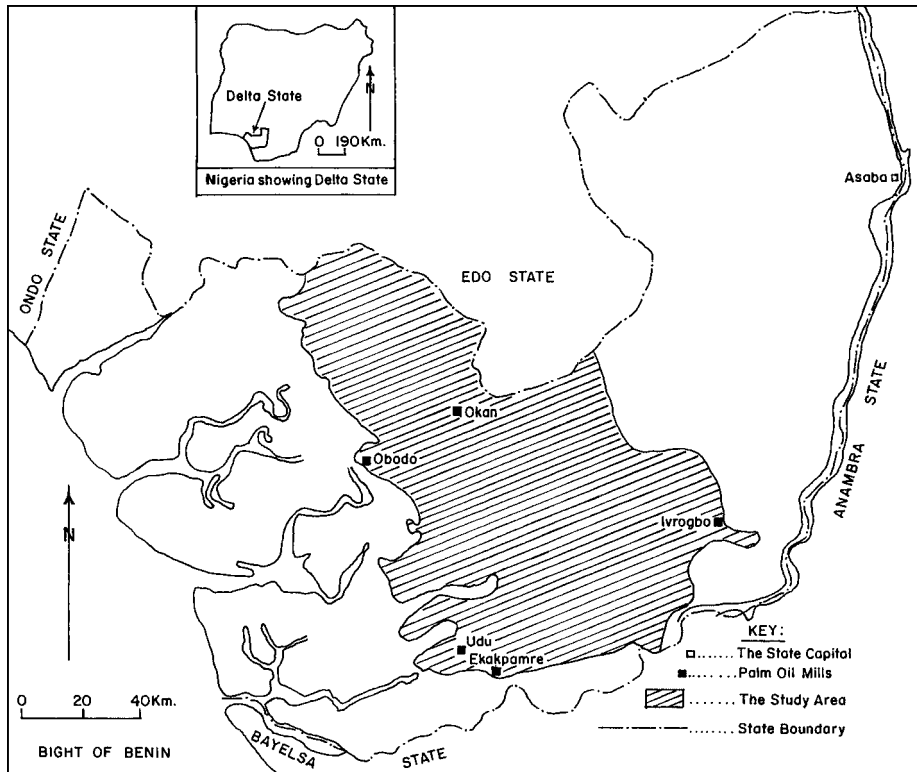 N
Delta State
0 190Km.
Nigeria showing Delta State
Asaba
ONDO STATE
EDO STATE
ANAMBRA STATE
Okan
Obodo
Ivrogbo
N
Udu
Ekakpamre
0 20 40Km.
BIGHT OF BENIN
BAYELSA STATE
KEY:
The State Capital
Palm Oil Mills
The Study Area
State Boundary